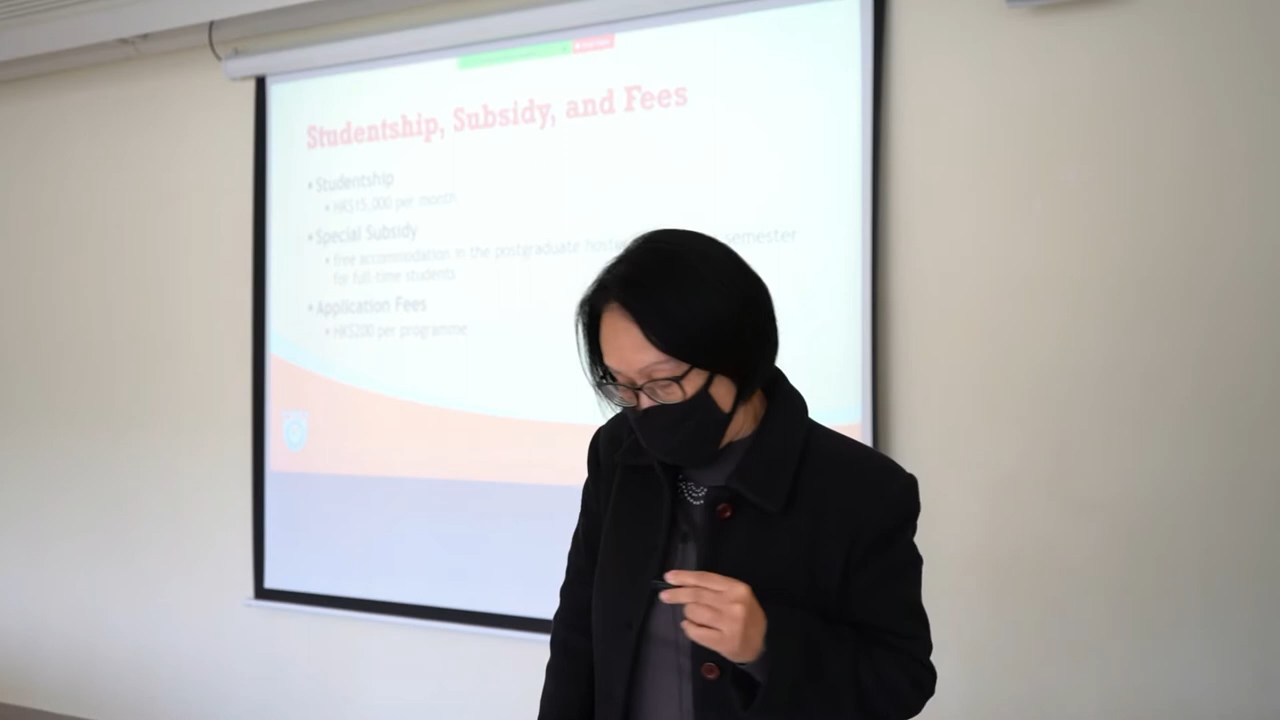 Studentship, Subsidy, and Fees
• Studentship
• HK$15,000 per month
• Special Subsidy
• free accommodation in the postgraduate semester
for full-time students
• Application Fees
• HK$200 per programme